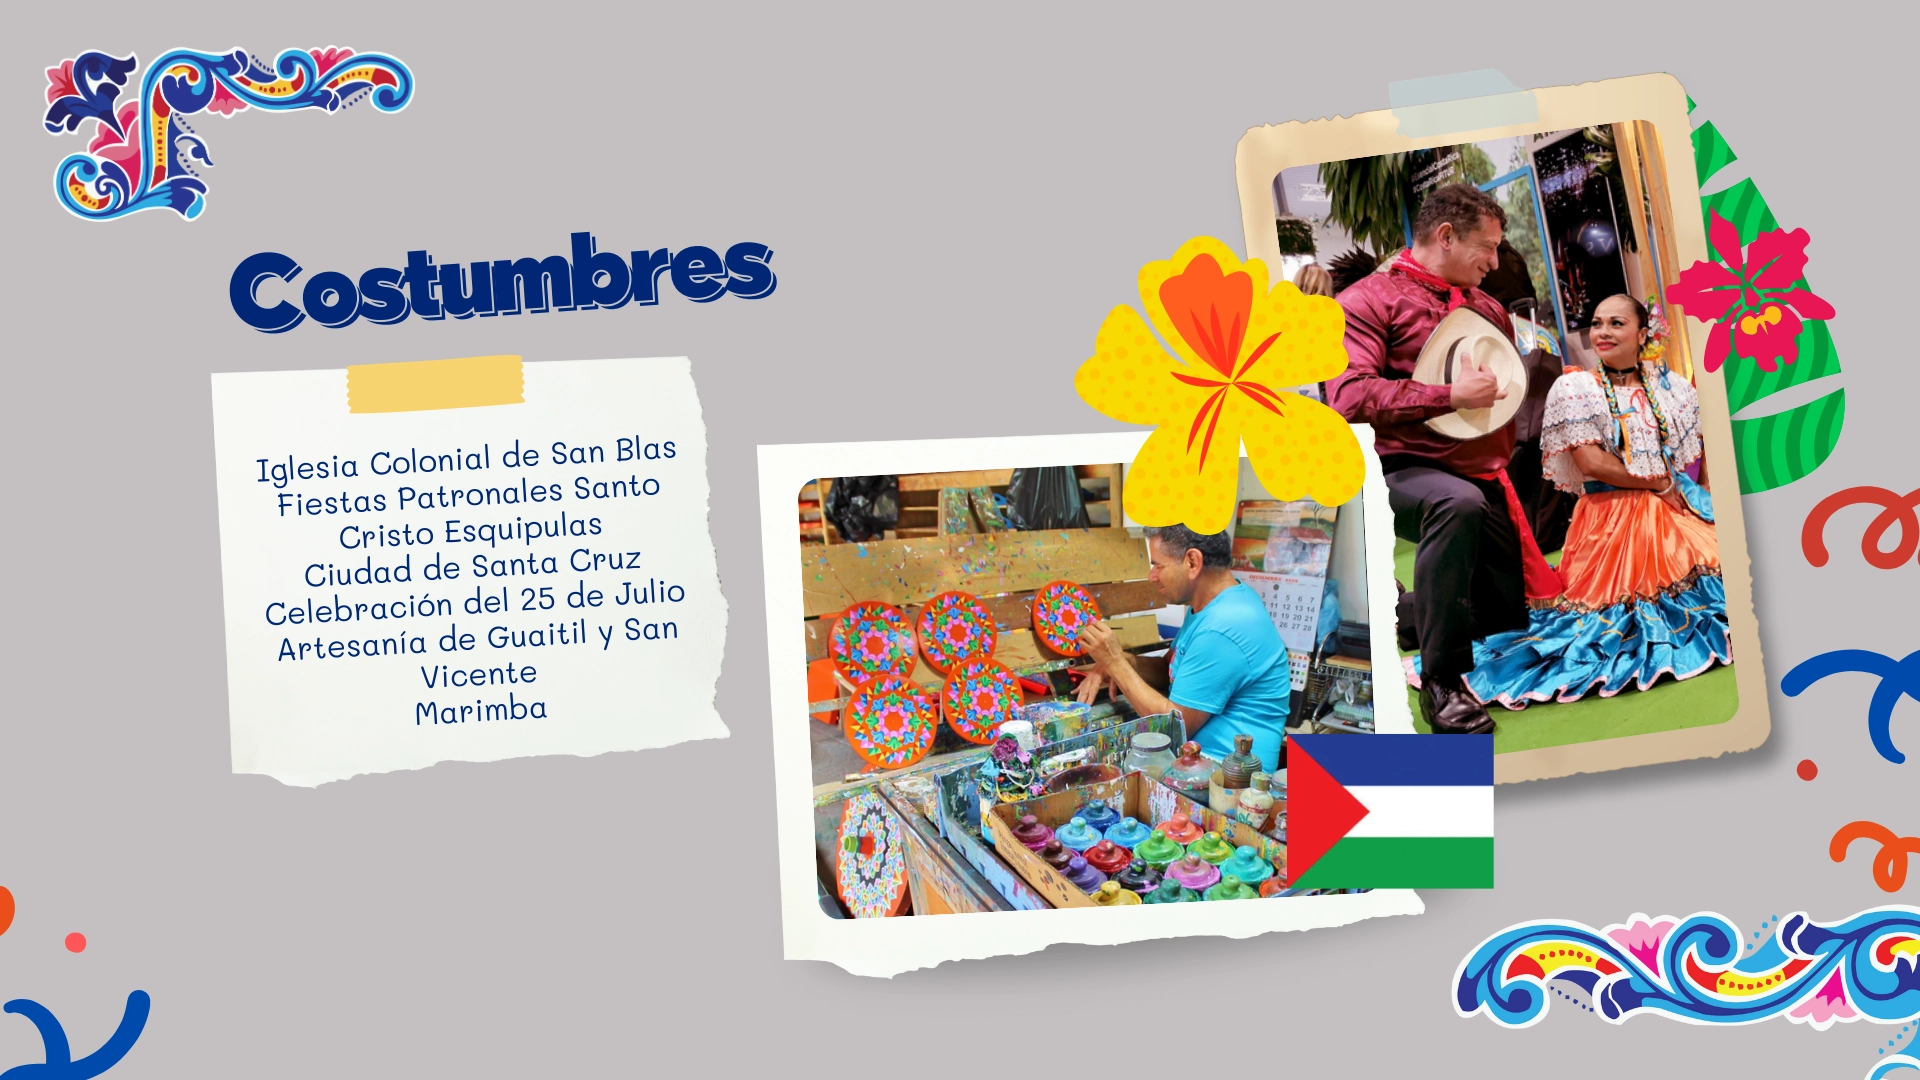 Costumbres
Iglesia Colonial de San Blas
Fiestas Patronales Santo
Cristo Esquipulas
Ciudad de Santa Cruz
Celebración del 25 de Julio
Artesanía de Guaitil y San
Vicente
Marimba